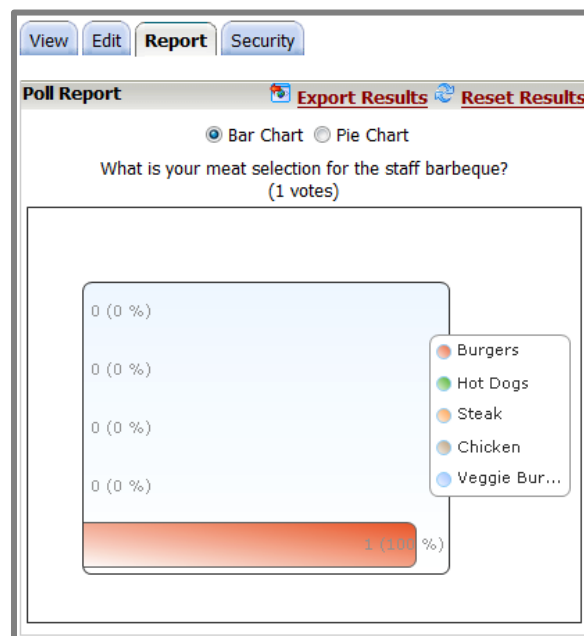 View Edit Report Security
Poll Report Export Results Reset Results
Bar Chart Pie Chart
What is your meat selection for the staff barbeque?
(1 votes)
0 (0 %)
0 (0 %)
0 (0 %)
0 (0 %)
1 (100 %)
Burgers
Hot Dogs
Steak
Chicken
Veggie Bur...